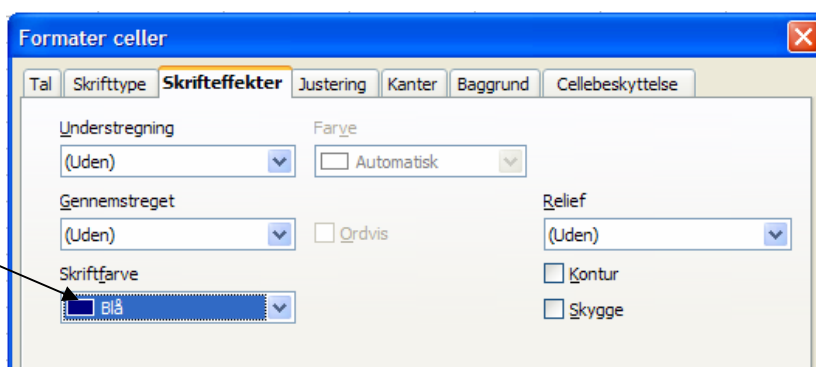 Formater celler
Tal Skrifttype Skrifteffekter Justering Kanter Baggrund Cellebeskyttelse
Understregning Farve
(Uden) Automatisk
Gennemstreget Relief
(Uden) Ordvis (Uden)
Skriftfarve Kontur
Blå Skygge